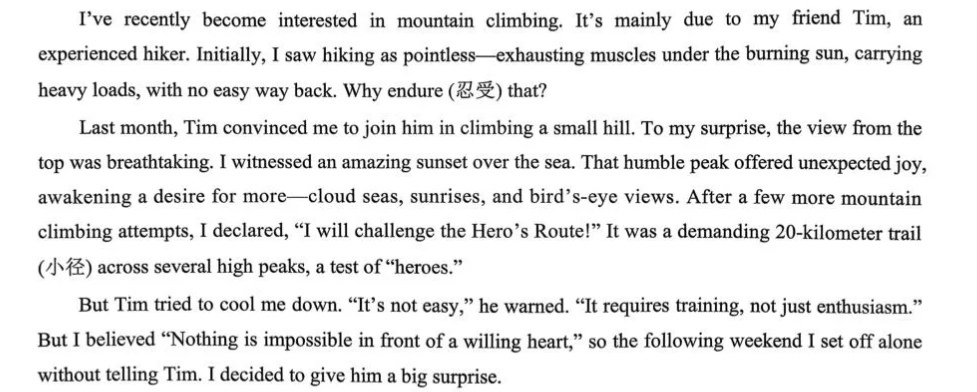 I've recently become interested in mountain climbing. It's mainly due to my friend Tim, an
experienced hiker. Initially, I saw hiking as pointless—exhausting muscles under the burning sun, carrying
heavy loads, with no easy way back. Why endure (忍受) that?
Last month, Tim convinced me to join him in climbing a small hill. To my surprise, the view from the
top was breathtaking. I witnessed an amazing sunset over the sea. That humble peak offered unexpected joy,
awakening a desire for more—cloud seas, sunrises, and bird's-eye views. After a few more mountain
climbing attempts, I declared, “I will challenge the Hero's Route!” It was a demanding 20-kilometer trail
(小径) across several high peaks, a test of “heroes.”
But Tim tried to cool me down. “It's not easy,” he warned. “It requires training, not just enthusiasm.”
But I believed “Nothing is impossible in front of a willing heart,” so the following weekend I set off alone
without telling Tim. I decided to give him a big surprise.